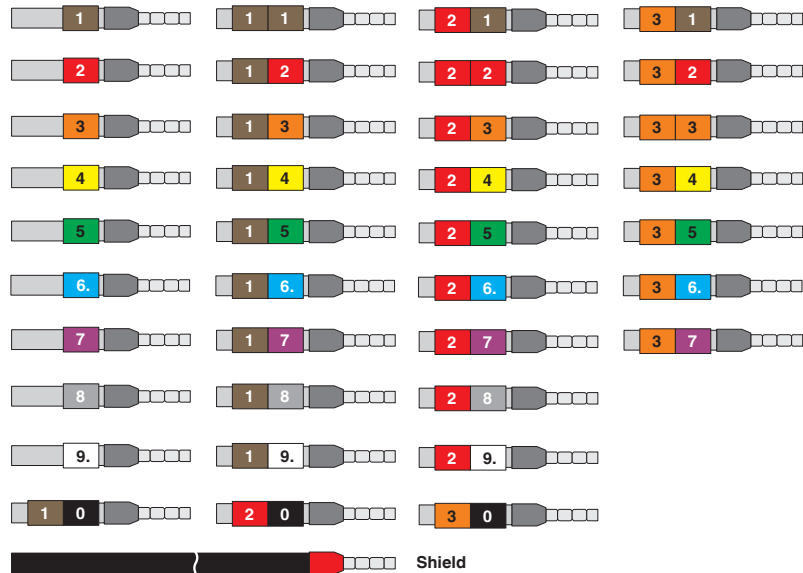 1 1 1 2 1 3 1
2 1 2 2 2 3 2
3 1 3 2 3 3 3
4 1 4 2 4 3 4
5 1 5 2 5 3 5
6. 1 6. 2 6. 3 6.
7 1 7 2 7 3 7
8 1 8 2 8
9. 1 9. 2 9.
1 0 2 0 3 0
Shield